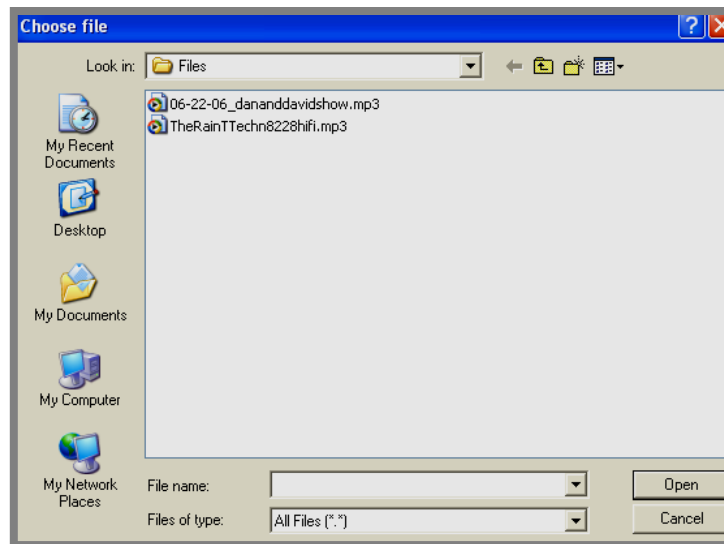 Choose file
Look in:
Files
06-22-06_dananddavidshow.mp3
TheRainTTechn8228hifi.mp3
My Recent
Documents
Desktop
My Documents
My Computer
My Network
Places
File name:
Open
Files of type:
All Files (*.*)
Cancel